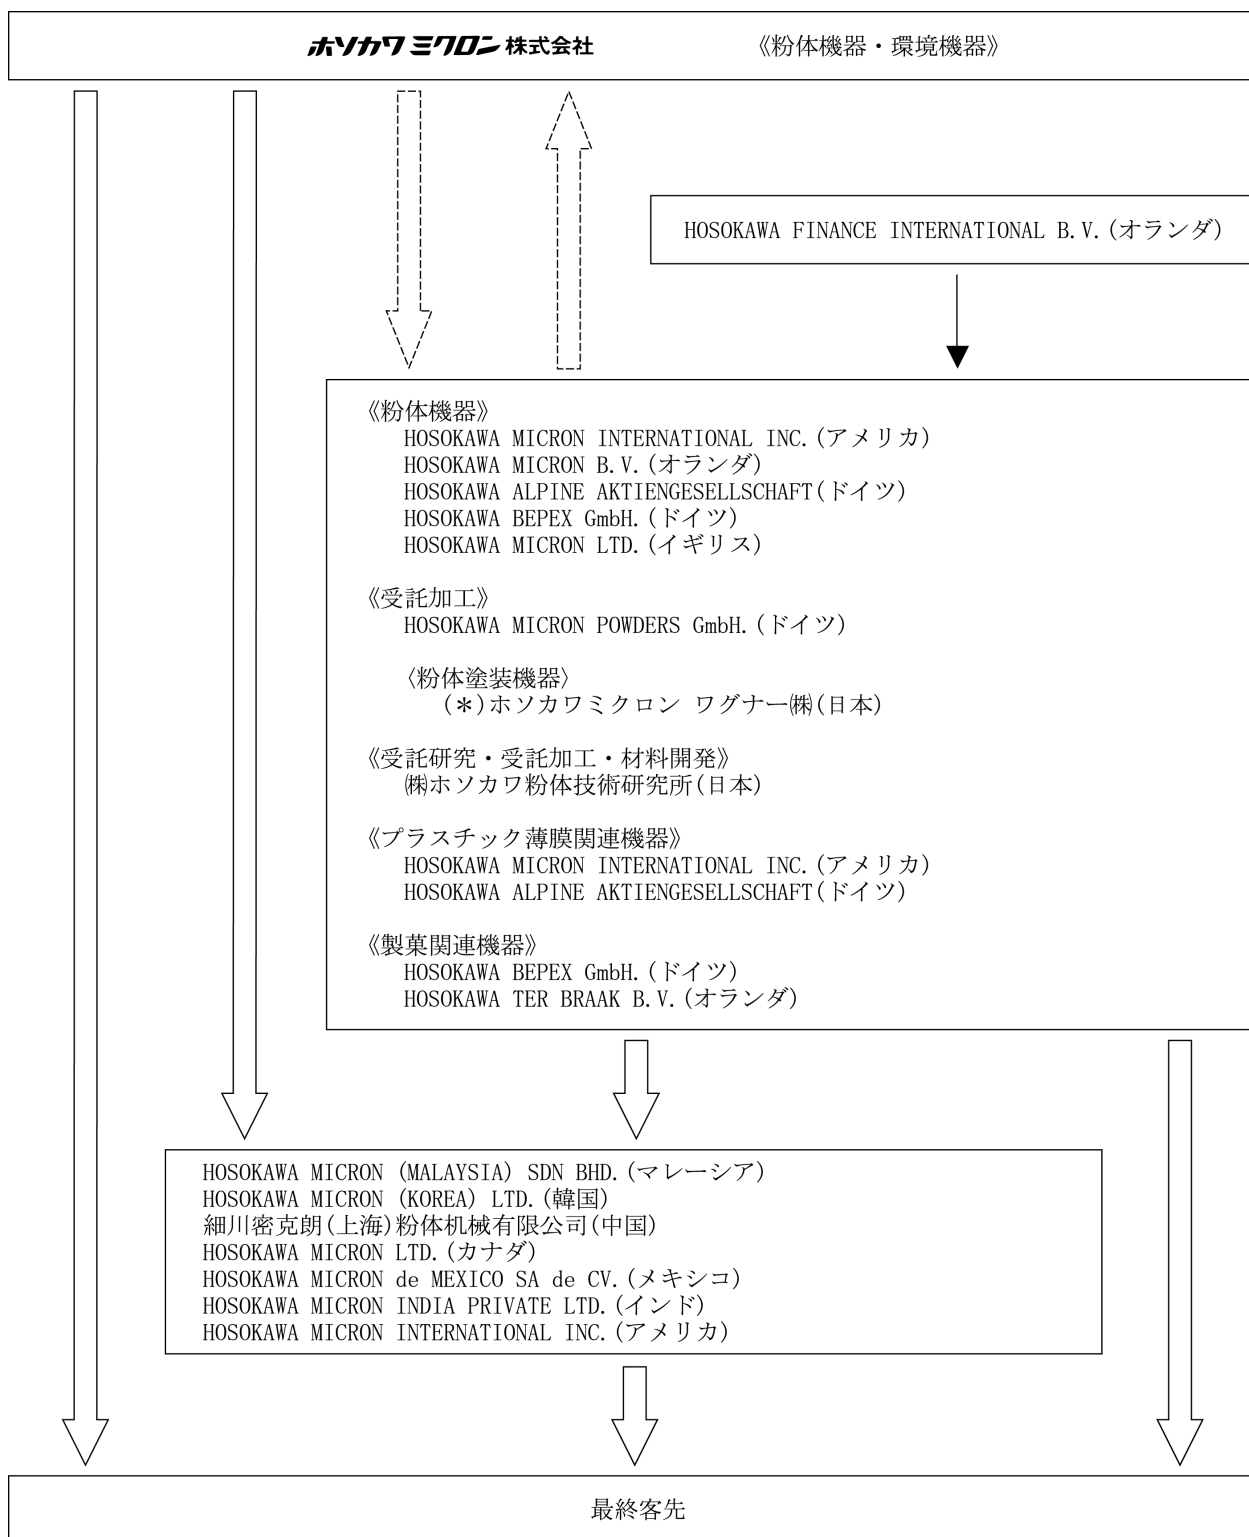 ホソカワミクロン株式会社 《粉体機器・環境機器》
HOSOKAWA FINANCE INTERNATIONAL B.V.(オランダ)
《粉体機器》
HOSOKAWA MICRON INTERNATIONAL INC.(アメリカ)
HOSOKAWA MICRON B.V.(オランダ)
HOSOKAWA ALPINE AKTIENGESELLSCHAFT(ドイツ)
HOSOKAWA BEPEX GmbH.(ドイツ)
HOSOKAWA MICRON LTD.(イギリス)
《受託加工》
HOSOKAWA MICRON POWDERS GmbH.(ドイツ)
〈粉体塗装機器〉
(＊)ホソカワミクロン ワグナー㈱(日本)
《受託研究・受託加工・材料開発》
㈱ホソカワ粉体技術研究所(日本)
《プラスチック薄膜関連機器》
HOSOKAWA MICRON INTERNATIONAL INC.(アメリカ)
HOSOKAWA ALPINE AKTIENGESELLSCHAFT(ドイツ)
《製菓関連機器》
HOSOKAWA BEPEX GmbH.(ドイツ)
HOSOKAWA TER BRAAK B.V.(オランダ)
HOSOKAWA MICRON (MALAYSIA) SDN BHD.(マレーシア)
HOSOKAWA MICRON (KOREA) LTD.(韓国)
細川密克朗(上海)粉体机械有限公司(中国)
HOSOKAWA MICRON LTD.(カナダ)
HOSOKAWA MICRON de MEXICO SA de CV.(メキシコ)
HOSOKAWA MICRON INDIA PRIVATE LTD.(インド)
HOSOKAWA MICRON INTERNATIONAL INC.(アメリカ)
最終客先